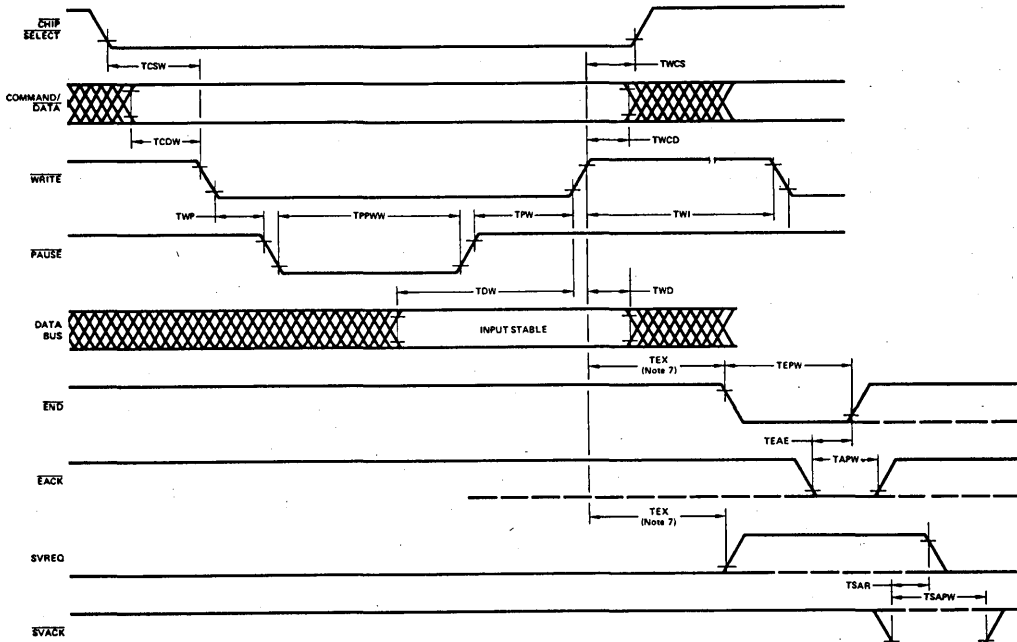 CHIP
SELECT
TCSW
TWCS
COMMAND/
DATA
TCDW
TWCD
WRITE
TWP
TPPWW
TPW
TWI
PAUSE
TDW
TWD
DATA
BUS
INPUT STABLE
TEX
(Note 7)
TEPW
END
TEAE
TAPW
EACK
TEX
(Note 7)
SVREQ
TSAR
TSAPW
SVACK